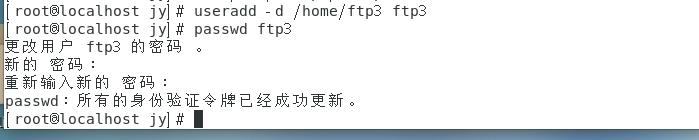 [root@localhost jy]# useradd -d /home/ftp3 ftp3
[root@localhost jy]# passwd ftp3
更改用户 ftp3 的密码 。
新的 密码：
重新输入新的 密码：
passwd：所有的身份验证令牌已经成功更新。
[root@localhost jy]#